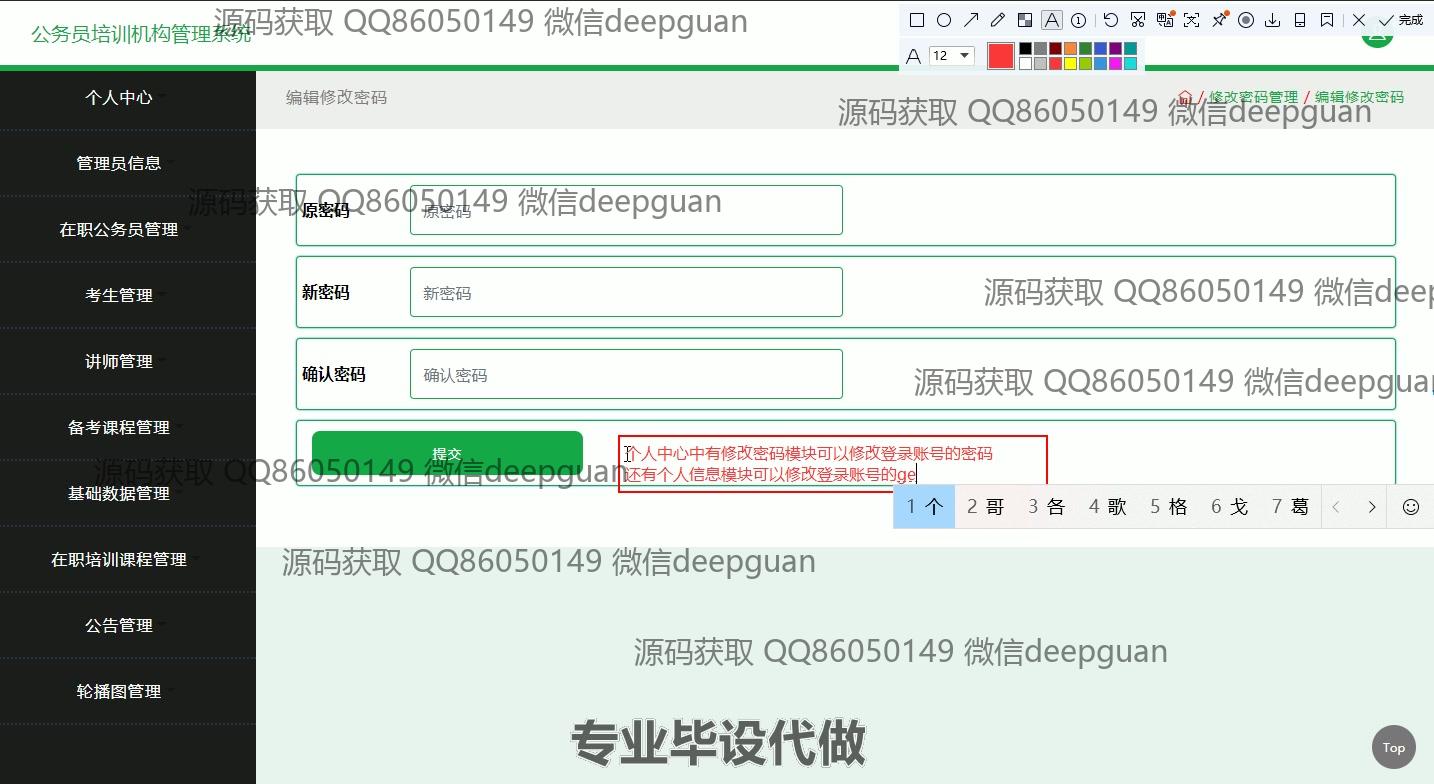 源码获取 QQ86050149 微信deepguan
公务员培训机构管理系统
完成
A 12
个人中心
编辑修改密码
/ 修改密码管理 / 编辑修改密码
源码获取 QQ86050149 微信deepguan
管理员信息
源码获取 QQ86050149 微信deepguan
原密码
原密码
在职公务员管理
考生管理
新密码
新密码
源码获取 QQ86050149 微信deep
讲师管理
确认密码
确认密码
源码获取 QQ86050149 微信deepguan
备考课程管理
提交
个人中心中有修改密码模块可以修改登录账号的密码
还有个人信息模块可以修改登录账号的ge
源码获取 QQ86050149 微信deepguan
基础数据管理
1 个 2 哥 3 各 4 歌 5 格 6 戈 7 葛
在职培训课程管理
源码获取 QQ86050149 微信deepguan
公告管理
源码获取 QQ86050149 微信deepguan
轮播图管理
专业毕设代做
Top